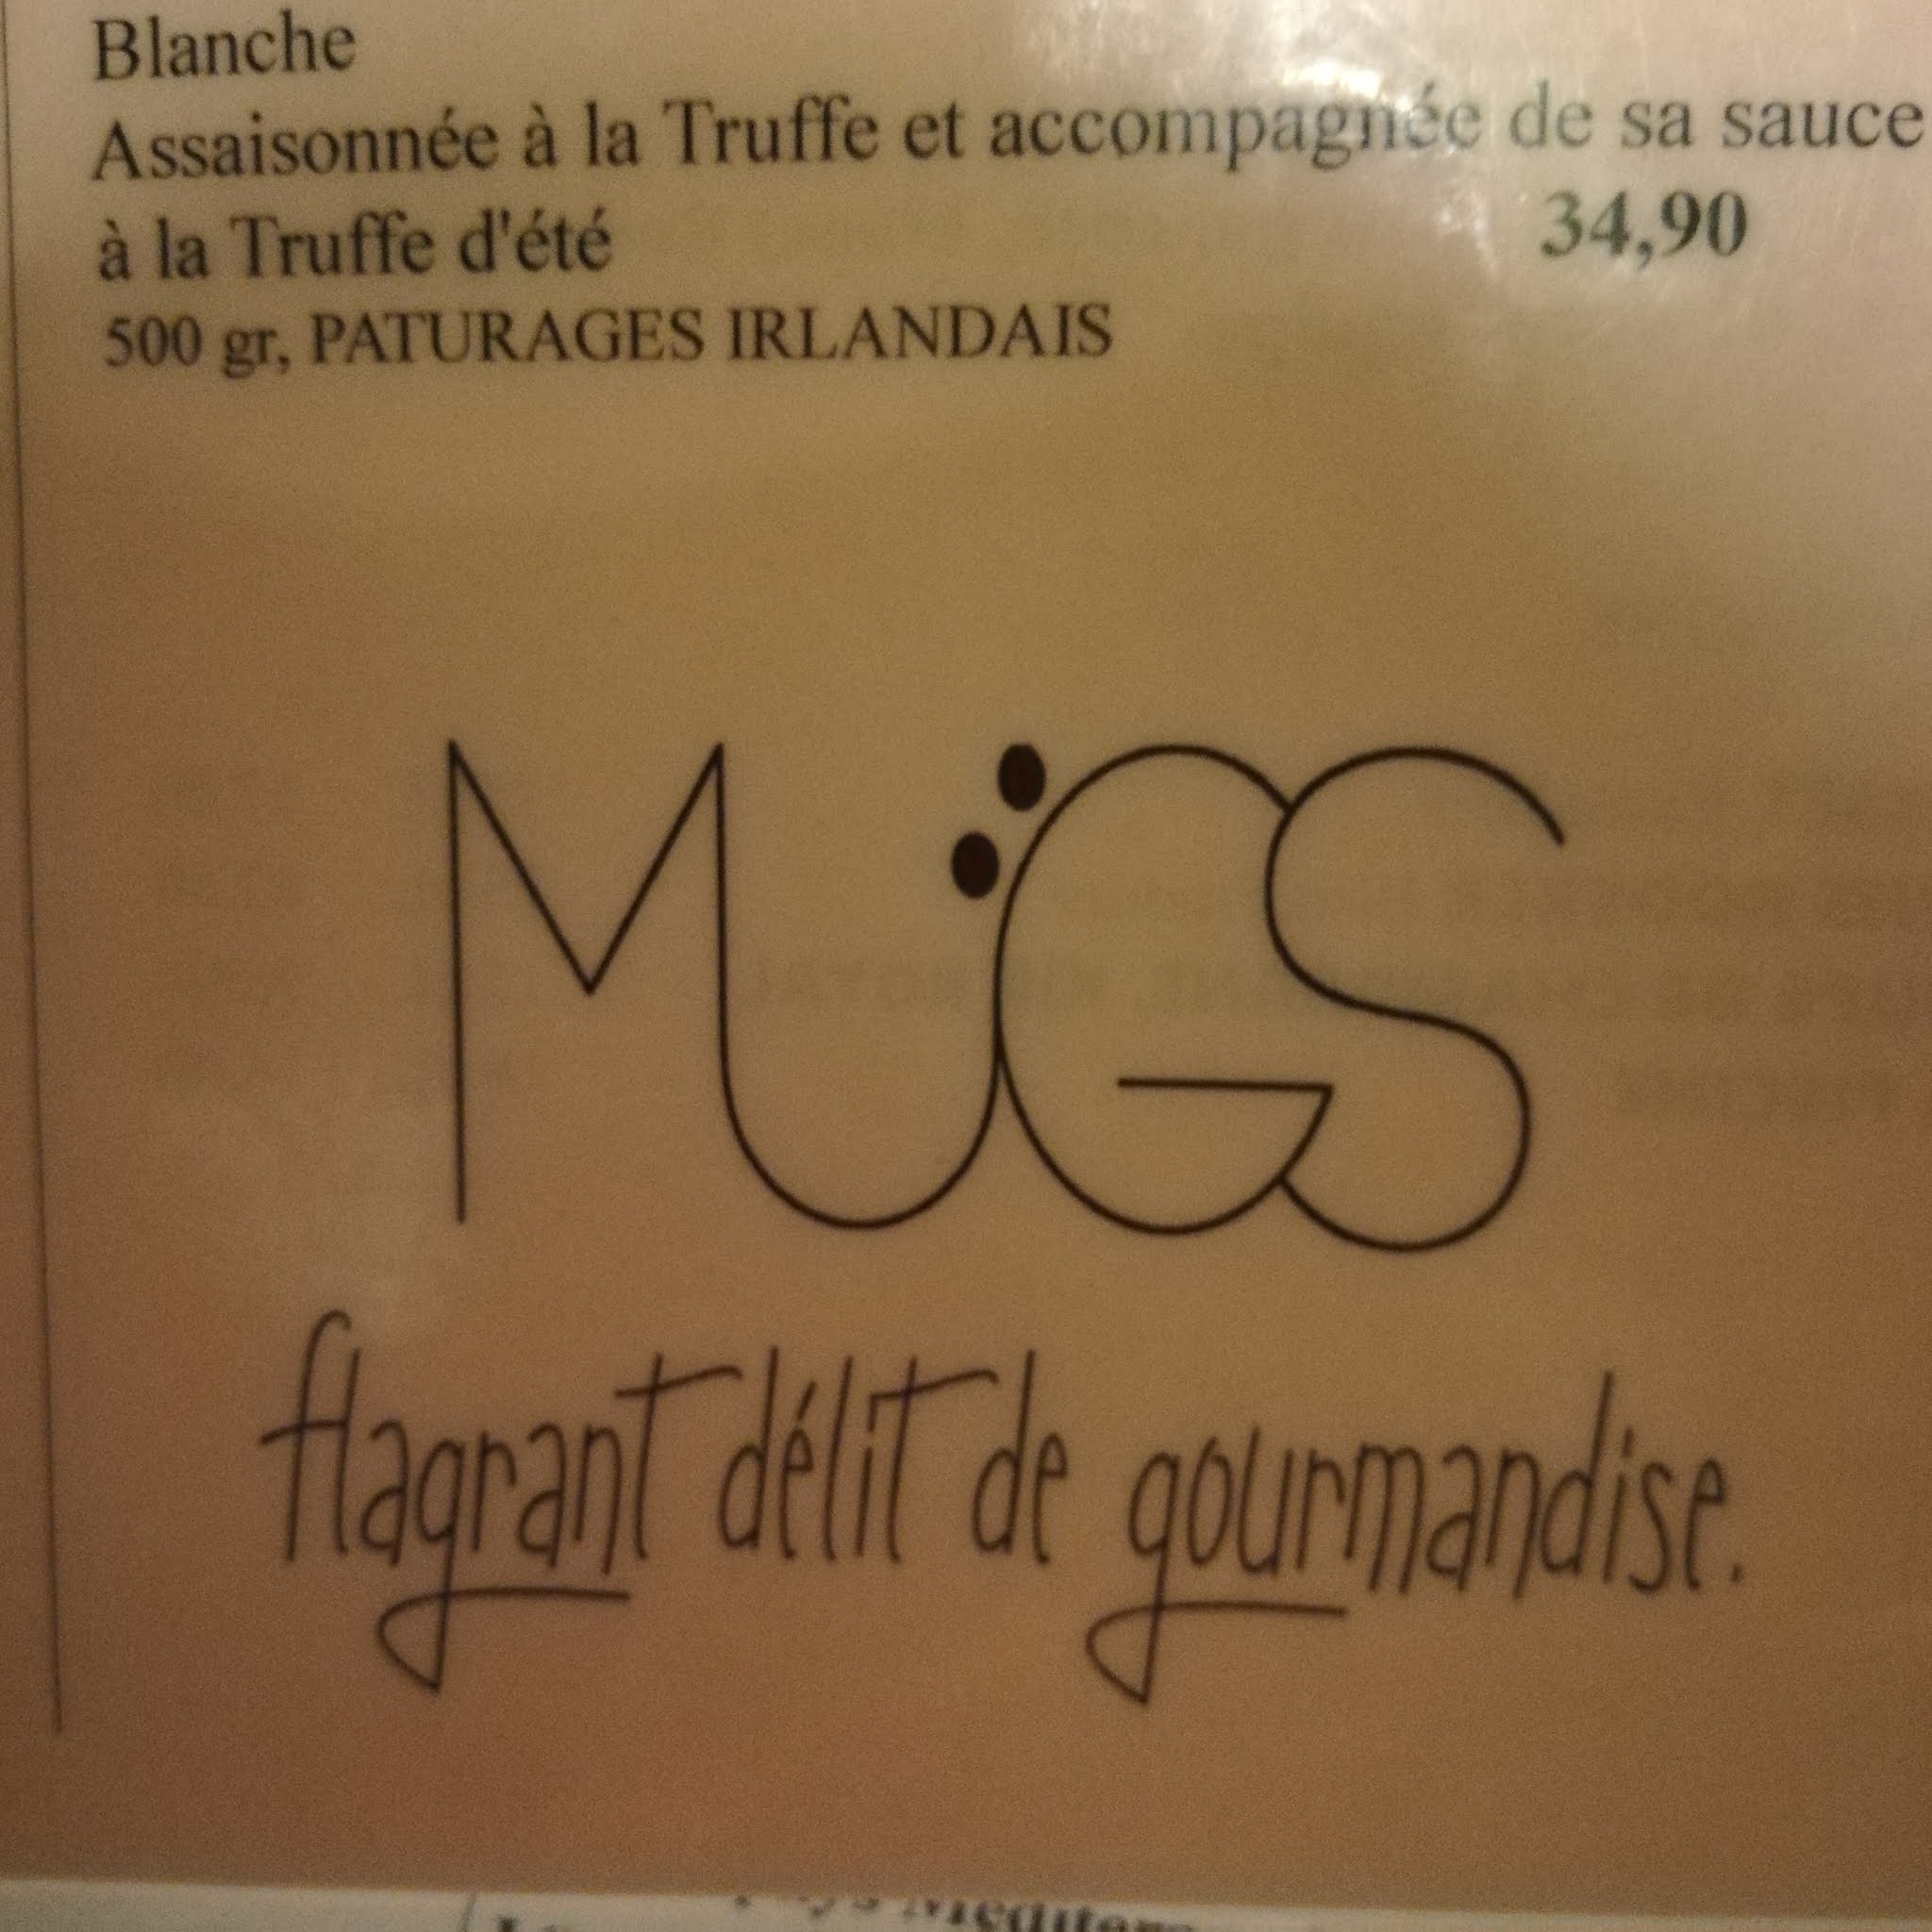 Blanche
Assaisonnée à la Truffe et accompagnée de sa sauce
à la Truffe d'été 34,90
500 gr, PATURAGES IRLANDAIS
MÜGS
flagrant délit de gourmandise.